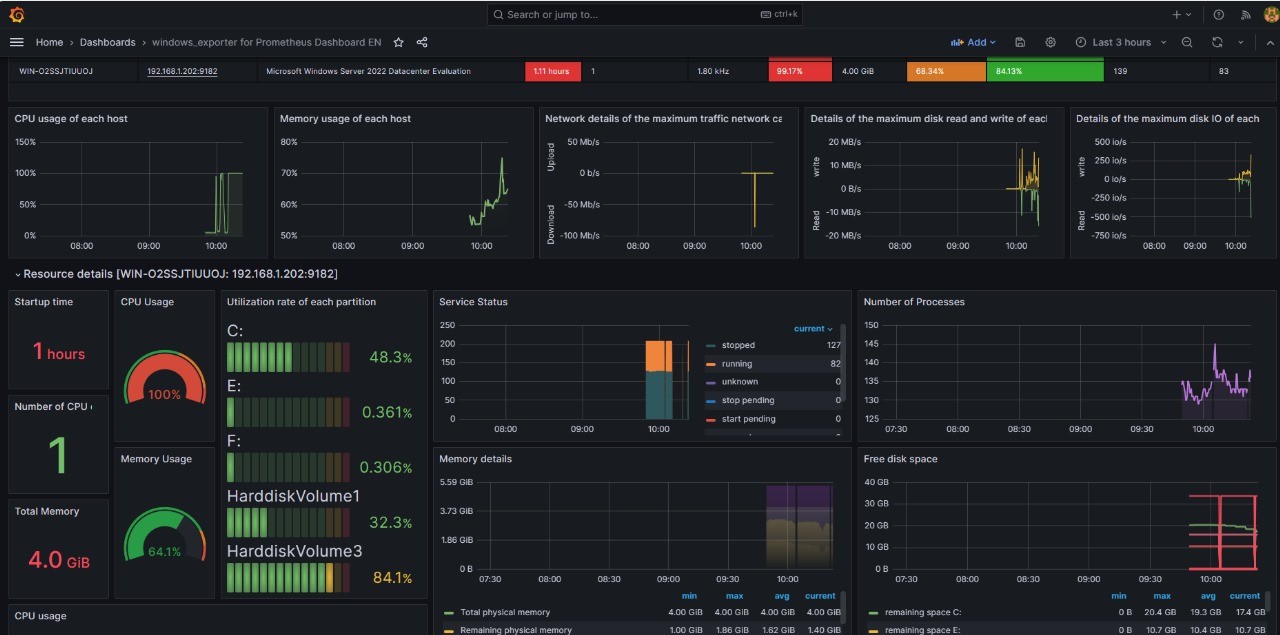 Search or jump to...
ctrl+k
Home › Dashboards › windows_exporter for Prometheus Dashboard EN
Add
Last 3 hours
WIN-O2SSJTIUUOJ 192.168.1.202:9182 Microsoft Windows Server 2022 Datacenter Evaluation 1.11 hours 1 1.80 kHz 99.17% 4.00 GiB 68.34% 84.13% 139 83
CPU usage of each host
150%
100%
50%
0%
08:00 09:00 10:00
Memory usage of each host
80%
70%
60%
50%
08:00 09:00 10:00
Network details of the maximum traffic network ca
Upload
Download
50 Mb/s
0 b/s
-50 Mb/s
-100 Mb/s
08:00 09:00 10:00
Details of the maximum disk read and write of each
write
Read
20 MB/s
10 MB/s
0 B/s
-10 MB/s
-20 MB/s
08:00 09:00 10:00
Details of the maximum disk IO of each
write
Read
500 io/s
250 io/s
0 io/s
-250 io/s
-500 io/s
-750 io/s
08:00 09:00 10:00
Resource details [WIN-O2SSJTIUUOJ: 192.168.1.202:9182]
Startup time
1 hours
Number of CPU
1
Total Memory
4.0 GiB
CPU Usage
100%
Memory Usage
64.1%
Utilization rate of each partition
C:
48.3%
E:
0.361%
F:
0.306%
HarddiskVolume1
32.3%
HarddiskVolume3
84.1%
CPU usage
Service Status
250
200
150
100
50
0
08:00 09:00 10:00
current
stopped 127
running 82
unknown 0
stop pending 0
start pending 0
Number of Processes
150
145
140
135
130
125
07:30 08:00 08:30 09:00 09:30 10:00
Memory details
5.59 GiB
3.73 GiB
1.86 GiB
0 B
07:30 08:00 08:30 09:00 09:30 10:00
min max avg current
Total physical memory 4.00 GiB 4.00 GiB 4.00 GiB 4.00 GiB
Remaining physical memory 1.00 GiB 1.86 GiB 1.62 GiB 1.40 GiB
Free disk space
40 GB
30 GB
20 GB
10 GB
0 B
07:30 08:00 08:30 09:00 09:30 10:00
min max avg current
remaining space C: 0 B 20.4 GB 19.3 GB 17.4 GB
remaining space E: 0 B 10.7 GB 10.4 GB 10.7 GB